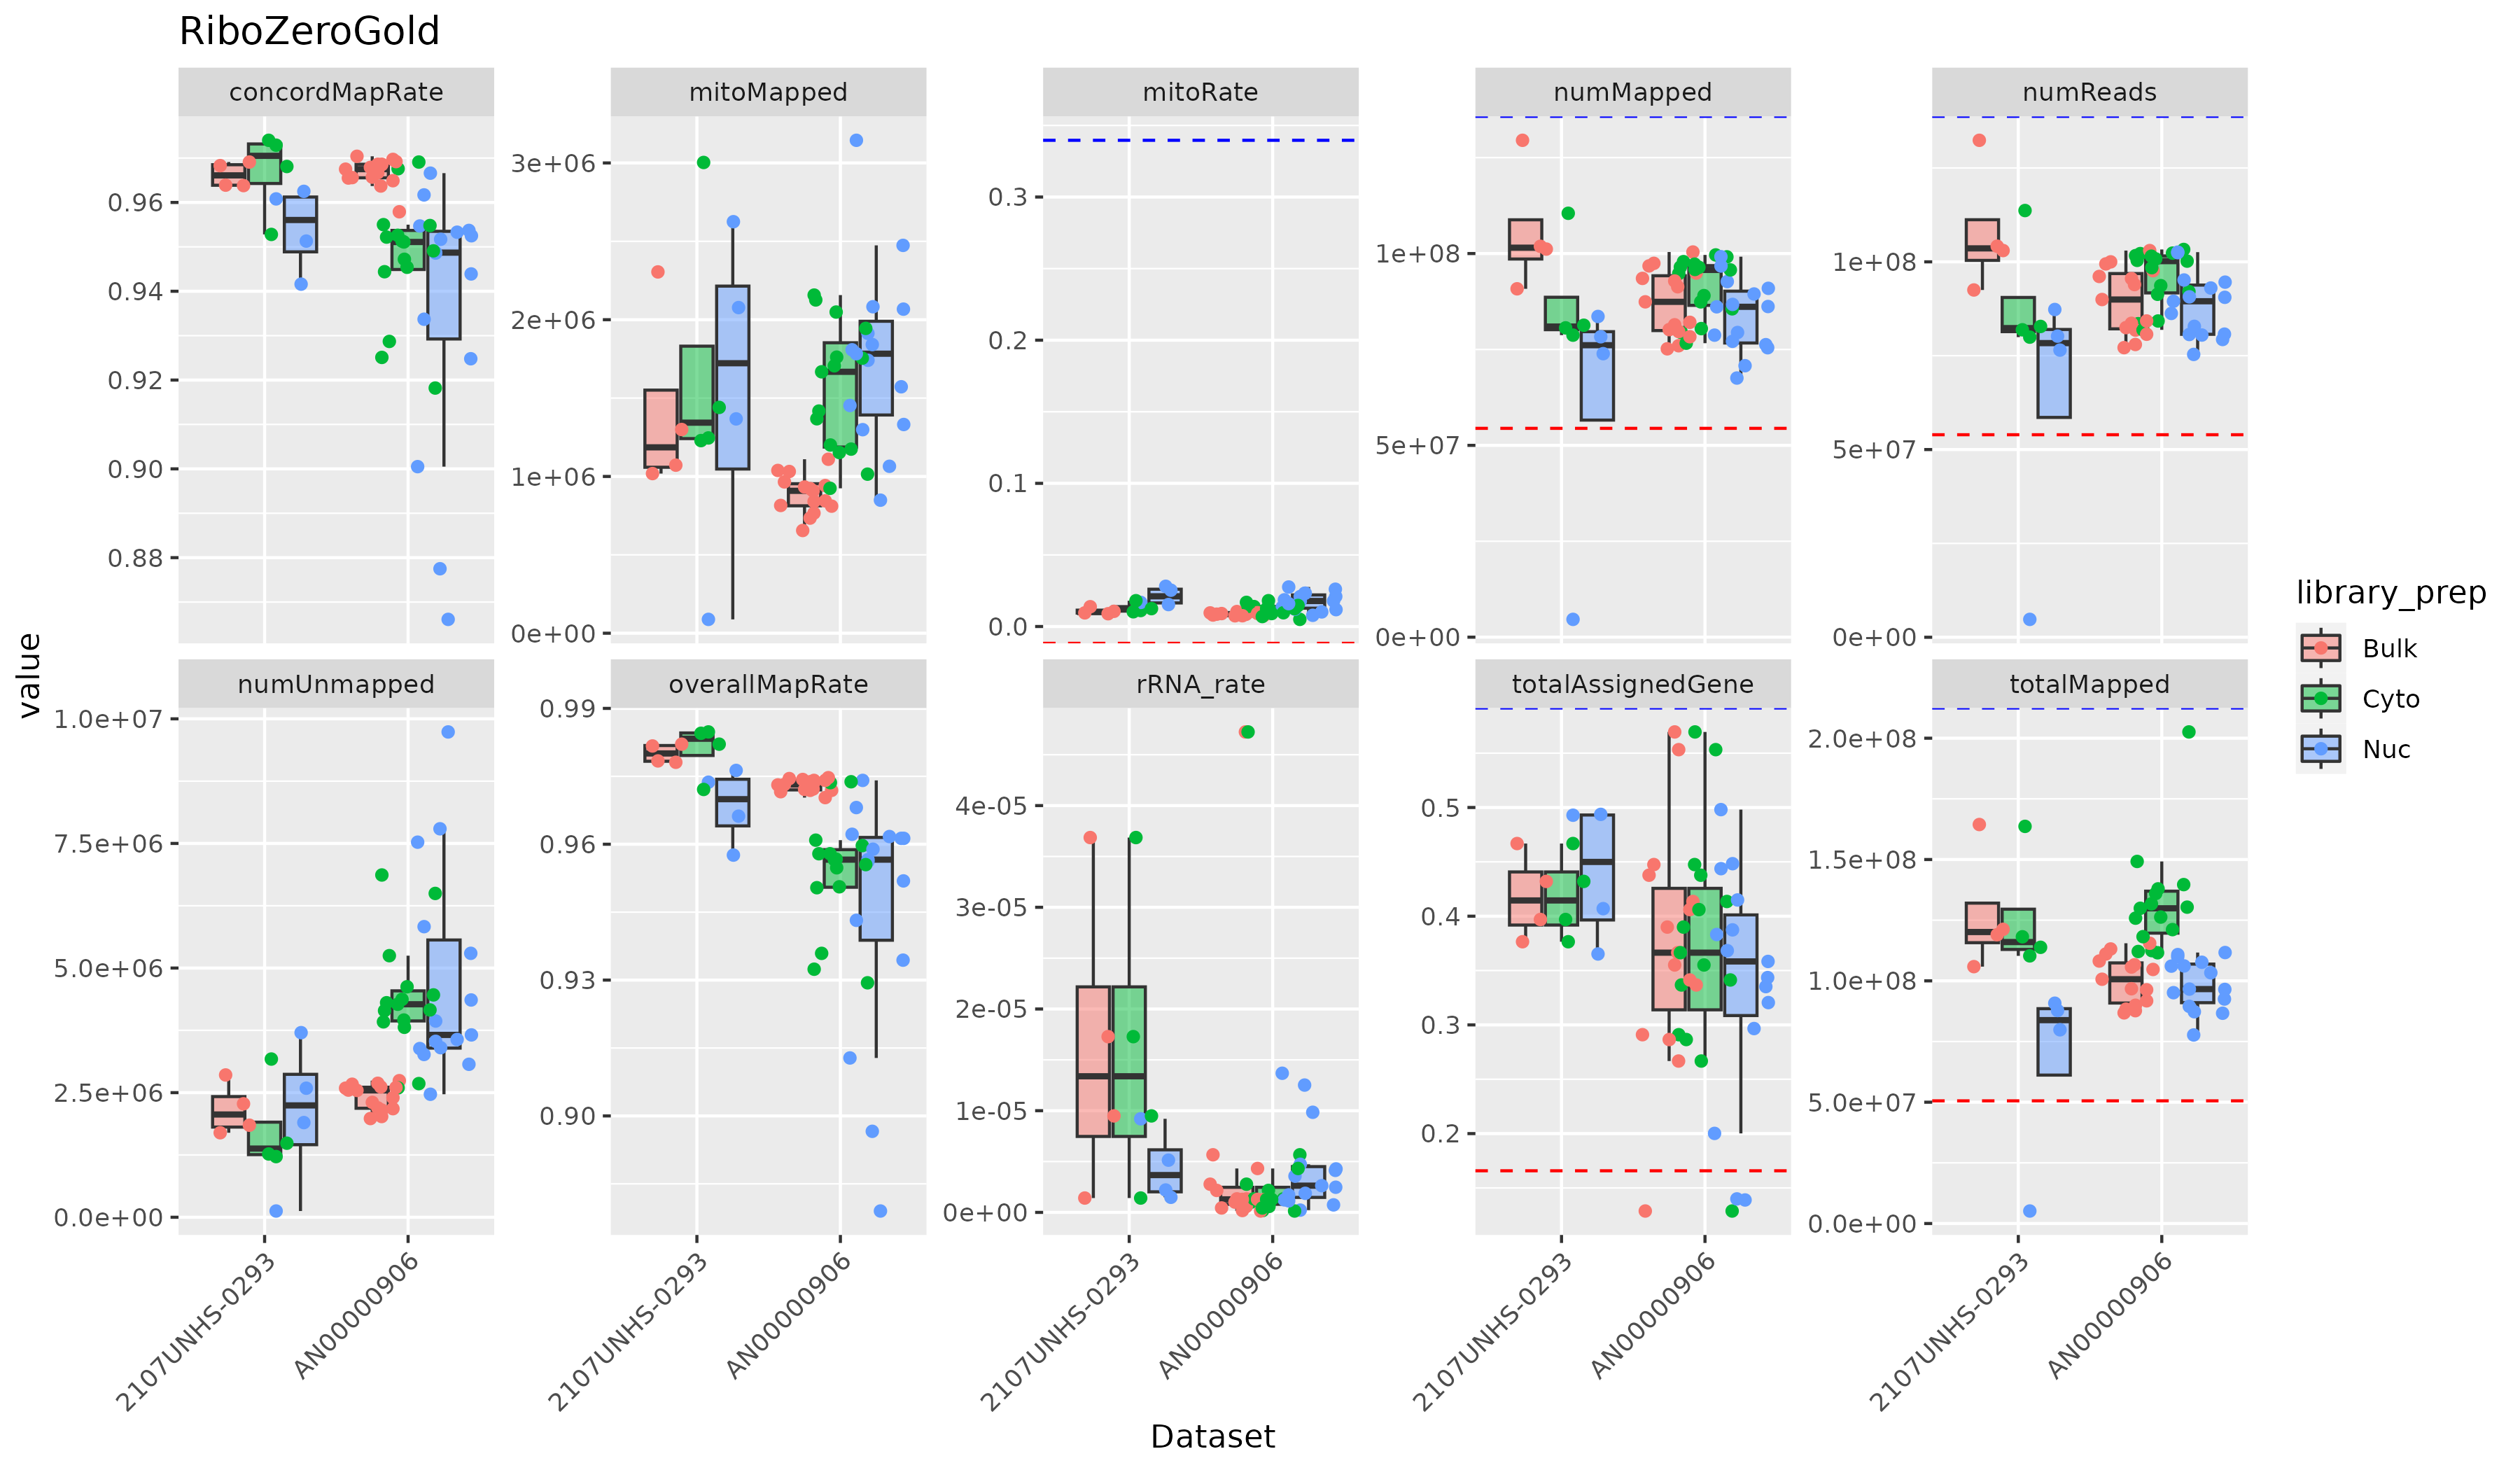 RiboZeroGold
concordMapRate
mitoMapped
mitoRate
numMapped
numReads
0.96
0.94
0.92
0.90
0.88
3e+06
2e+06
1e+06
0e+00
0.3
0.2
0.1
0.0
1e+08
5e+07
0e+00
1e+08
5e+07
0e+00
numUnmapped
overallMapRate
rRNA_rate
totalAssignedGene
totalMapped
1.0e+07
7.5e+06
5.0e+06
2.5e+06
0.0e+00
0.99
0.96
0.93
0.90
4e-05
3e-05
2e-05
1e-05
0e+00
0.5
0.4
0.3
0.2
2.0e+08
1.5e+08
1.0e+08
5.0e+07
0.0e+00
2107UNHS-0293
AN00000906
2107UNHS-0293
AN00000906
2107UNHS-0293
AN00000906
2107UNHS-0293
AN00000906
2107UNHS-0293
AN00000906
value
Dataset
library_prep
Bulk
Cyto
Nuc